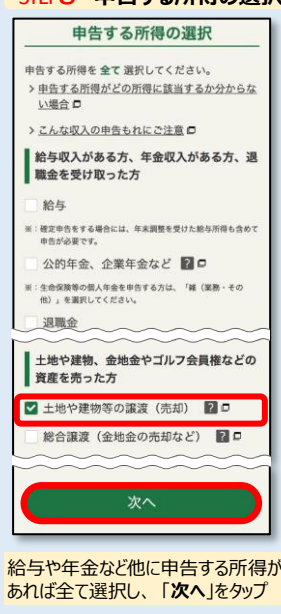 STEP3 申告する所得の選択
申告する所得の選択
申告する所得を 全て 選択してください。
> 申告する所得がどの所得に該当するか分からな
い場合
> こんな収入の申告もれにご注意
給与収入がある方、年金収入がある方、退
職金を受け取った方
給与
※：確定申告をする場合には、年末調整を受けた給与所得も含めて
申告が必要です。
公的年金、企業年金など ?
※：生命保険等の個人年金を申告する方は、「雑（業務・その
他）」を選択してください。
退職金
土地や建物、金地金やゴルフ会員権などの
資産を売った方
土地や建物等の譲渡（売却） ?
総合譲渡（金地金の売却など） ?
次へ
給与や年金など他に申告する所得が
あれば全て選択し、「次へ」をタップ